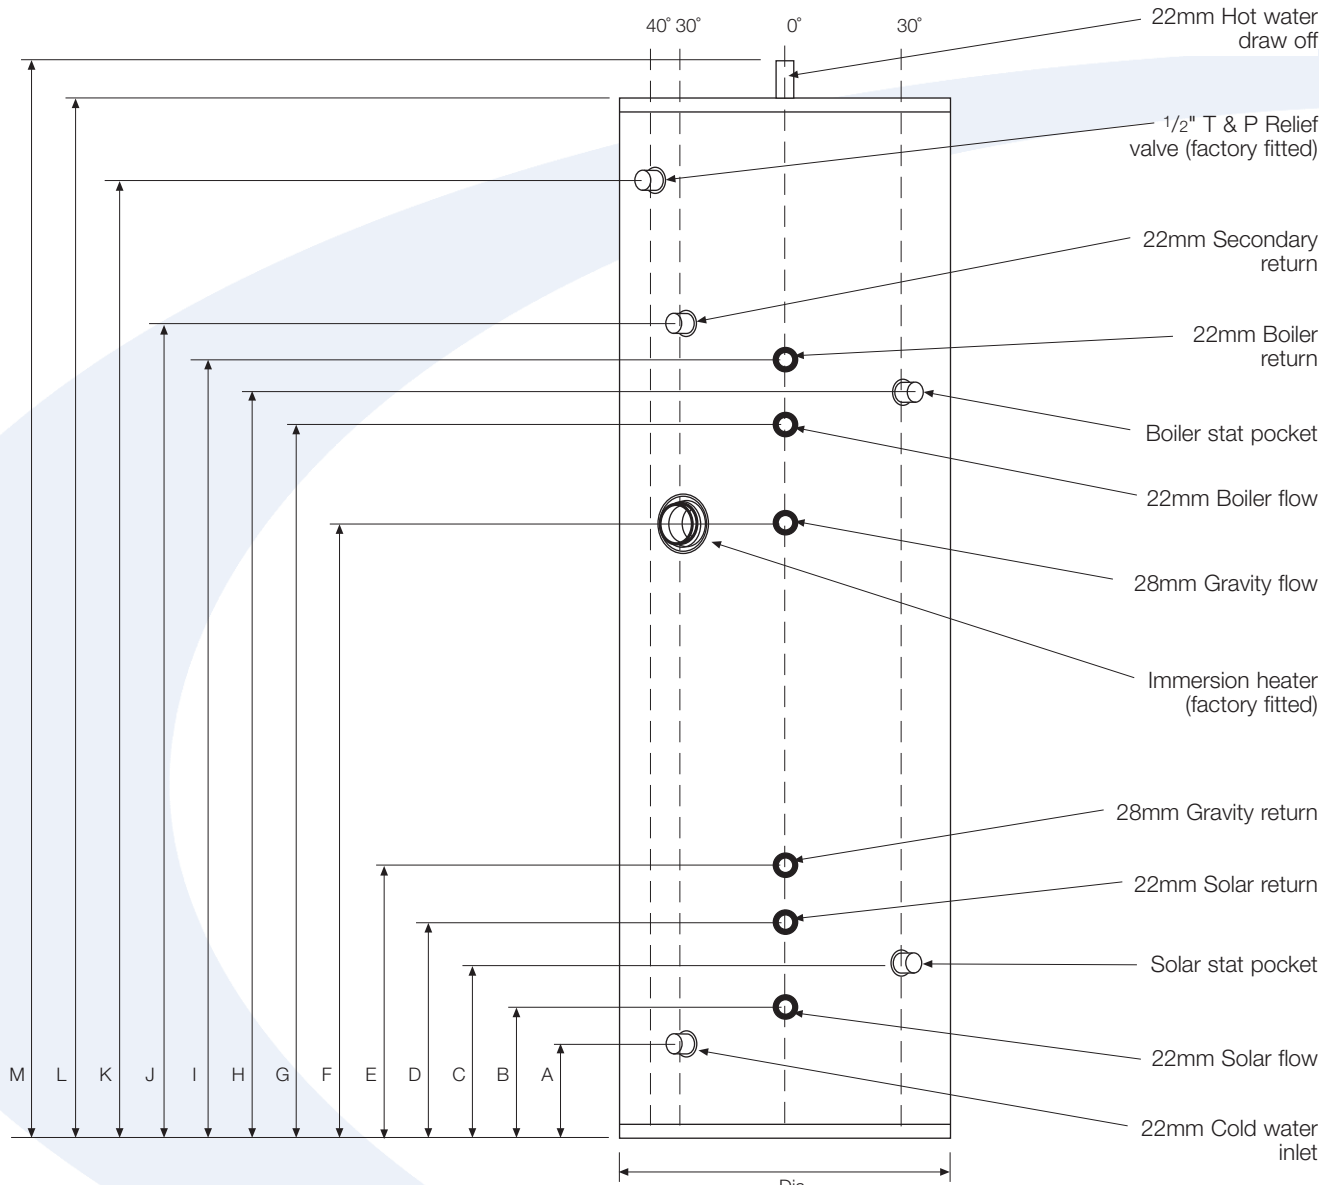 40° 30° 0° 30°
22mm Hot water
draw off
1/2" T & P Relief
valve (factory fitted)
22mm Secondary
return
22mm Boiler
return
Boiler stat pocket
22mm Boiler flow
28mm Gravity flow
Immersion heater
(factory fitted)
28mm Gravity return
22mm Solar return
Solar stat pocket
22mm Solar flow
22mm Cold water
inlet
M L K J I H G F E D C B A